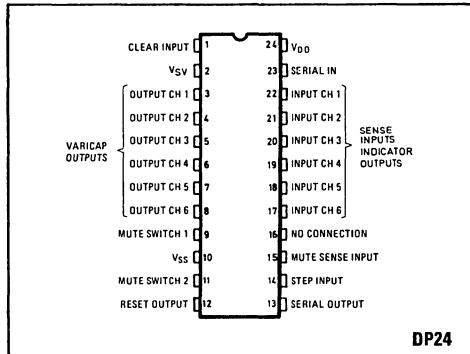 CLEAR INPUT 1 24 VDD
VSV 2 23 SERIAL IN
OUTPUT CH 1 3 22 INPUT CH 1
OUTPUT CH 2 4 21 INPUT CH 2
OUTPUT CH 3 5 20 INPUT CH 3
OUTPUT CH 4 6 19 INPUT CH 4
OUTPUT CH 5 7 18 INPUT CH 5
OUTPUT CH 6 8 17 INPUT CH 6
VARICAP
OUTPUTS
SENSE
INPUTS
INDICATOR
OUTPUTS
MUTE SWITCH 1 9 16 NO CONNECTION
VSS 10 15 MUTE SENSE INPUT
MUTE SWITCH 2 11 14 STEP INPUT
RESET OUTPUT 12 13 SERIAL OUTPUT
DP24